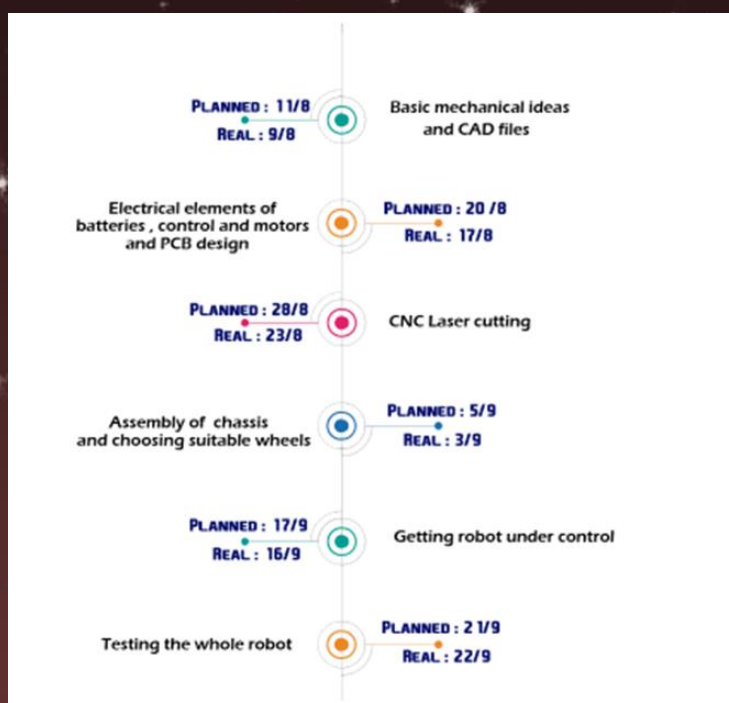 PLANNED : 11/8
REAL : 9/8
Basic mechanical ideas
and CAD files
Electrical elements of
batteries , control and motors
and PCB design
PLANNED : 20 /8
REAL : 17/8
PLANNED : 28/8
REAL : 23/8
CNC Laser cutting
Assembly of chassis
and choosing suitable wheels
PLANNED : 5/9
REAL : 3/9
PLANNED : 17/9
REAL : 16/9
Getting robot under control
Testing the whole robot
PLANNED : 2 1/9
REAL : 22/9